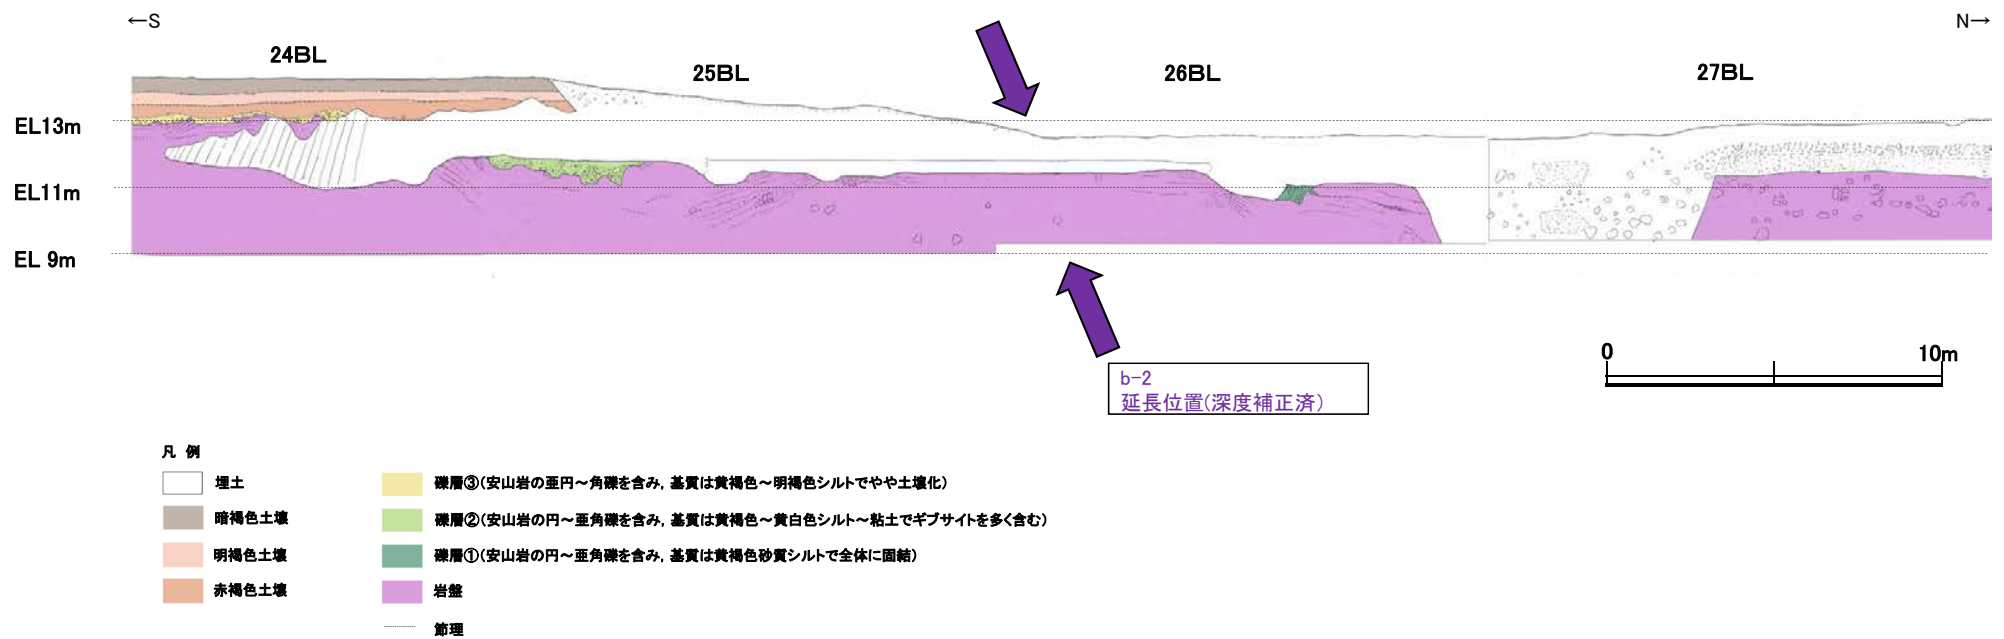 ←S
N→
24BL
25BL
26BL
27BL
EL13m
EL11m
EL 9m
b-2
延長位置(深度補正済)
0
10m
凡 例
埋土
暗褐色土壌
明褐色土壌
赤褐色土壌
礫層③(安山岩の亜円～角礫を含み, 基質は黄褐色～明褐色シルトでやや土壌化)
礫層②(安山岩の円～亜角礫を含み, 基質は黄褐色～黄白色シルト～粘土でギブサイトを多く含む)
礫層①(安山岩の円～亜角礫を含み, 基質は黄褐色砂質シルトで全体に固結)
岩盤
節理